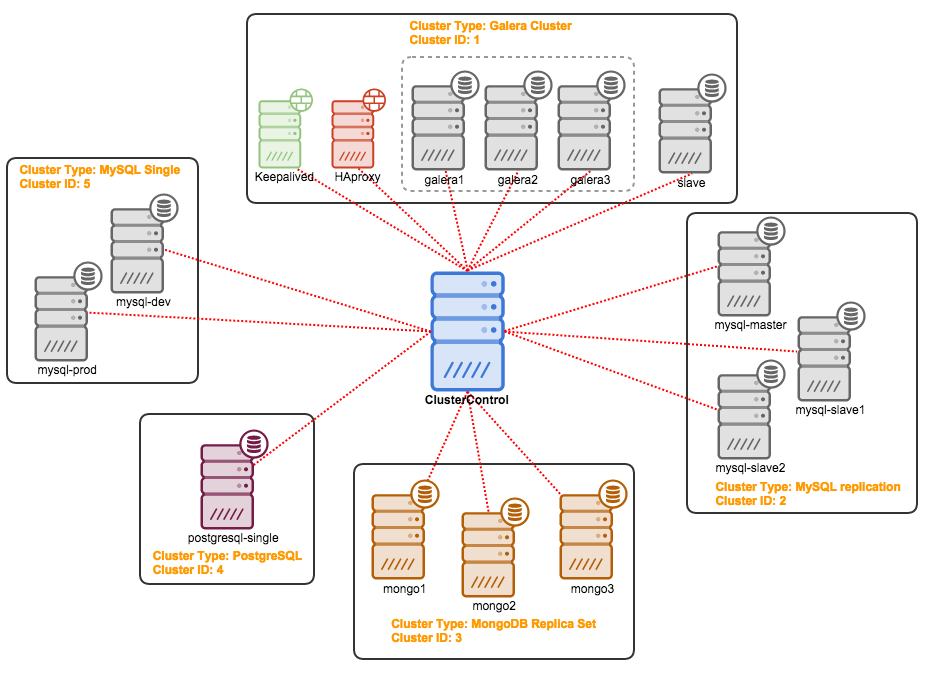 Cluster Type: Galera Cluster
Cluster ID: 1
Keepalived
HAproxy
galera1
galera2
galera3
slave
Cluster Type: MySQL Single
Cluster ID: 5
mysql-dev
mysql-prod
ClusterControl
mysql-master
mysql-slave1
mysql-slave2
Cluster Type: MySQL replication
Cluster ID: 2
postgresql-single
Cluster Type: PostgreSQL
Cluster ID: 4
mongo1
mongo2
mongo3
Cluster Type: MongoDB Replica Set
Cluster ID: 3